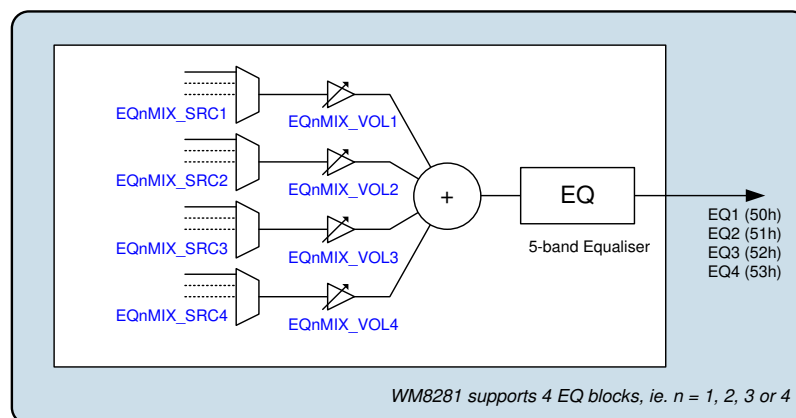 EQnMIX_SRC1
EQnMIX_VOL1
EQnMIX_SRC2
EQnMIX_VOL2
EQnMIX_SRC3
EQnMIX_VOL3
EQnMIX_SRC4
EQnMIX_VOL4
+
EQ
5-band Equaliser
EQ1 (50h)
EQ2 (51h)
EQ3 (52h)
EQ4 (53h)
WM8281 supports 4 EQ blocks, ie. n = 1, 2, 3 or 4